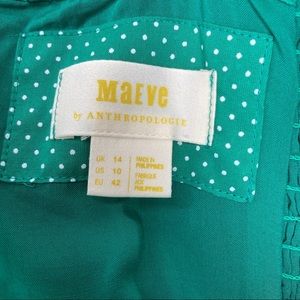 MaEve
by ANTHROPOLOGIE
UK 14
US 10
EU 42
MADE IN
PHILIPPINES
FABRIQUÉ
AUX
PHILIPPINES